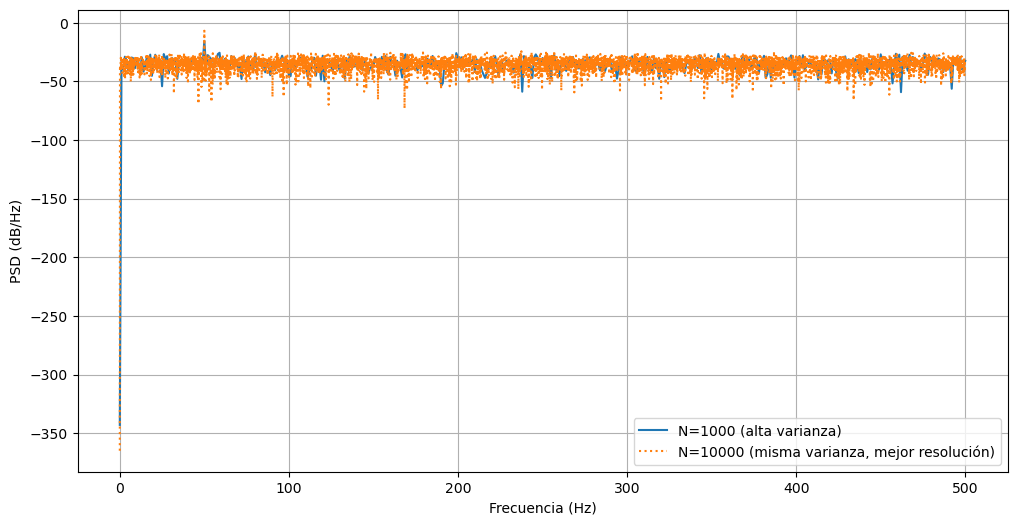 0
−50
−100
−150
−200
−250
−300
−350
PSD (dB/Hz)
N=1000 (alta varianza)
N=10000 (misma varianza, mejor resolución)
0 100 200 300 400 500
Frecuencia (Hz)